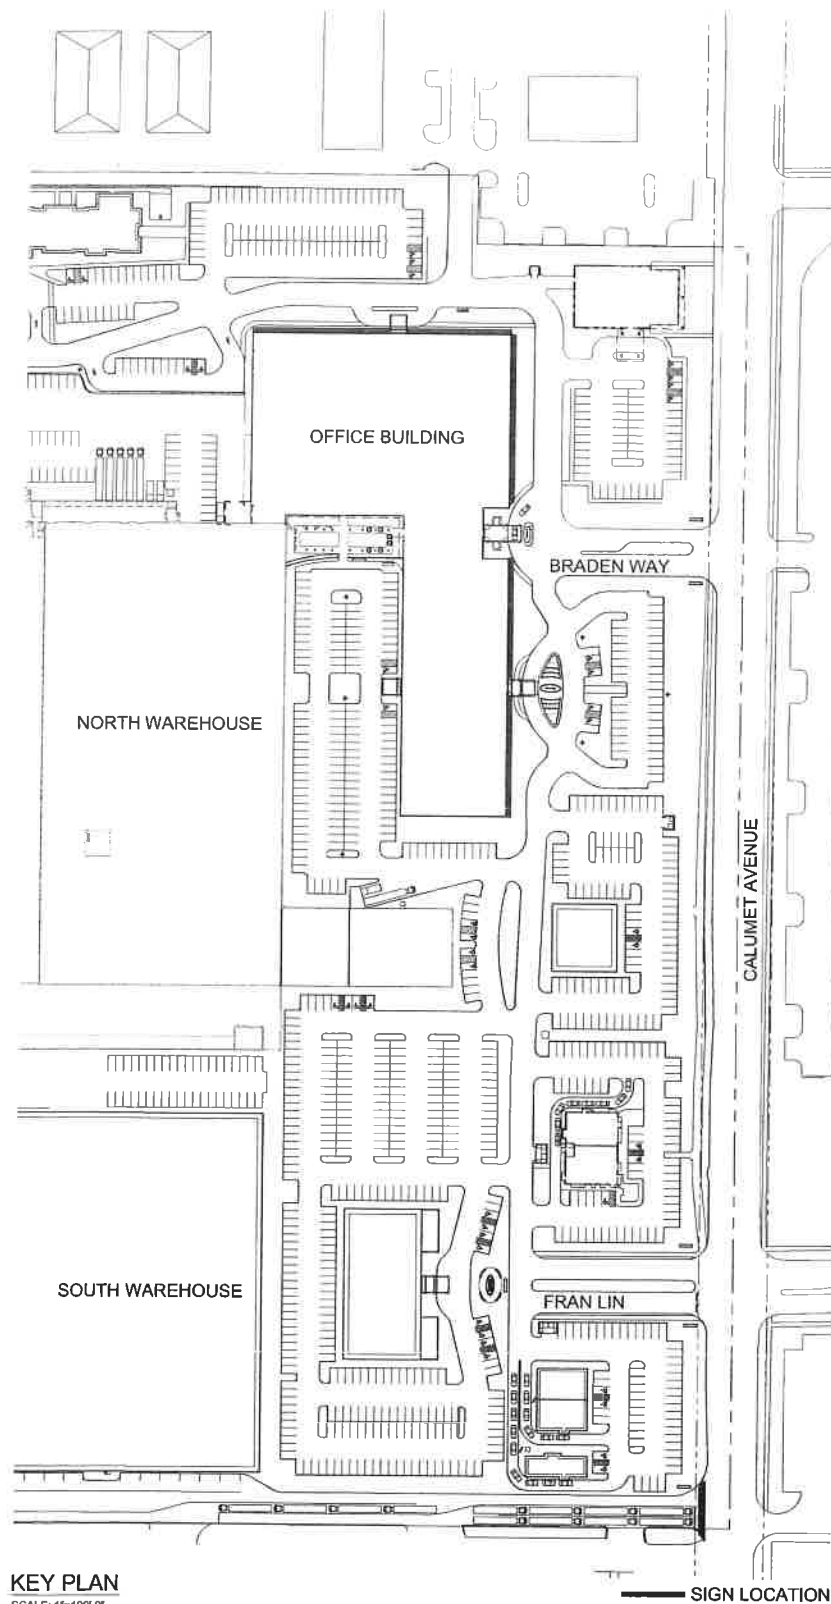 OFFICE BUILDING
BRADEN WAY
NORTH WAREHOUSE
CALUMET AVENUE
SOUTH WAREHOUSE
FRAN LIN
KEY PLAN
SIGN LOCATION